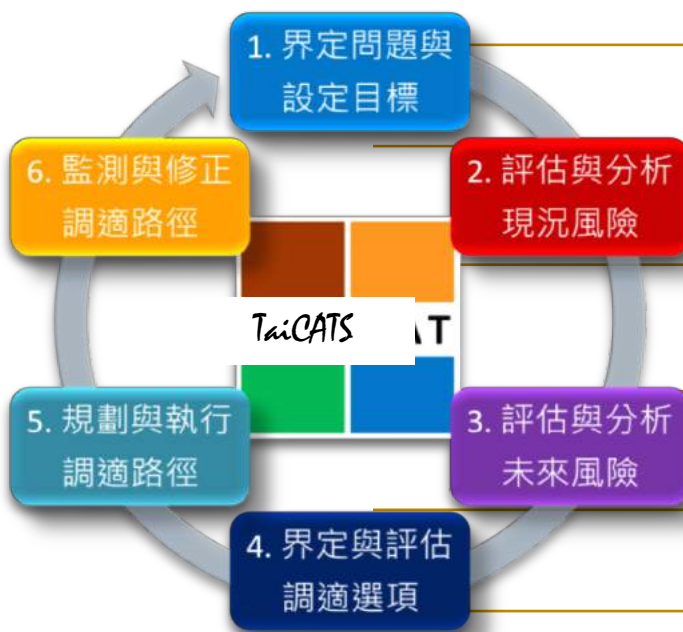 1. 界定問題與
設定目標
6. 監測與修正
調適路徑
2. 評估與分析
現況風險
TaiCATS
T
5. 規劃與執行
調適路徑
3. 評估與分析
未來風險
4. 界定與評估
調適選項